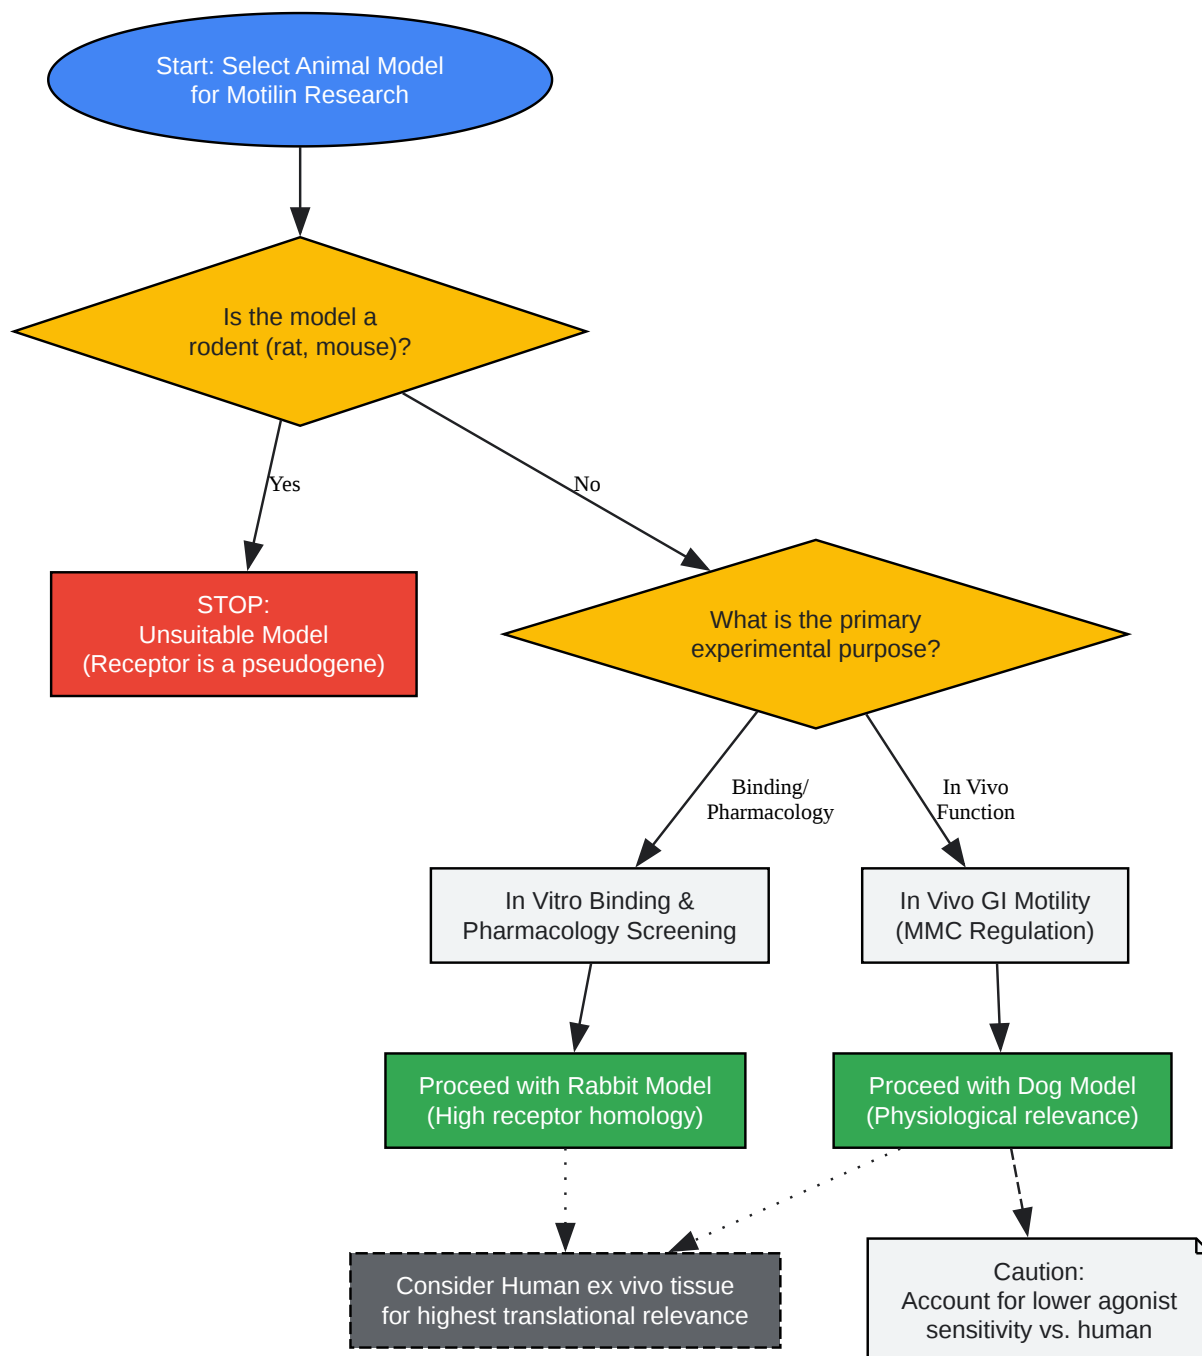 Start: Select Animal Model
for Motilin Research
Is the model a
rodent (rat, mouse)?
Yes
No
STOP:
Unsuitable Model
(Receptor is a pseudogene)
What is the primary
experimental purpose?
Binding/
Pharmacology
In Vivo
Function
In Vitro Binding &
Pharmacology Screening
In Vivo GI Motility
(MMC Regulation)
Proceed with Rabbit Model
(High receptor homology)
Proceed with Dog Model
(Physiological relevance)
Consider Human ex vivo tissue
for highest translational relevance
Caution:
Account for lower agonist
sensitivity vs. human